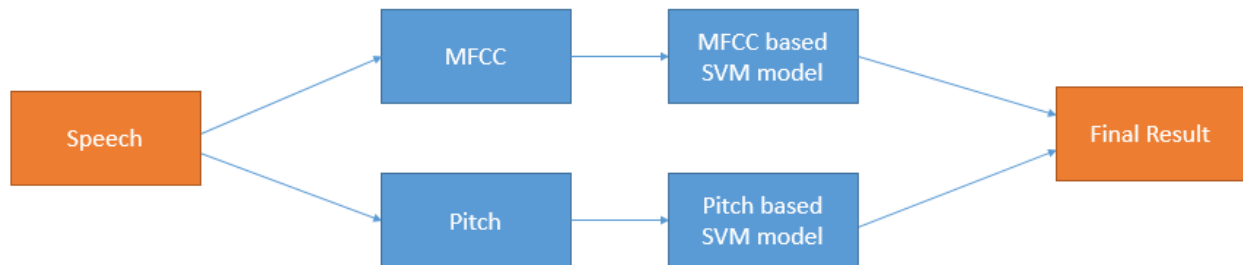 Speech
MFCC
MFCC based
SVM model
Pitch
Pitch based
SVM model
Final Result